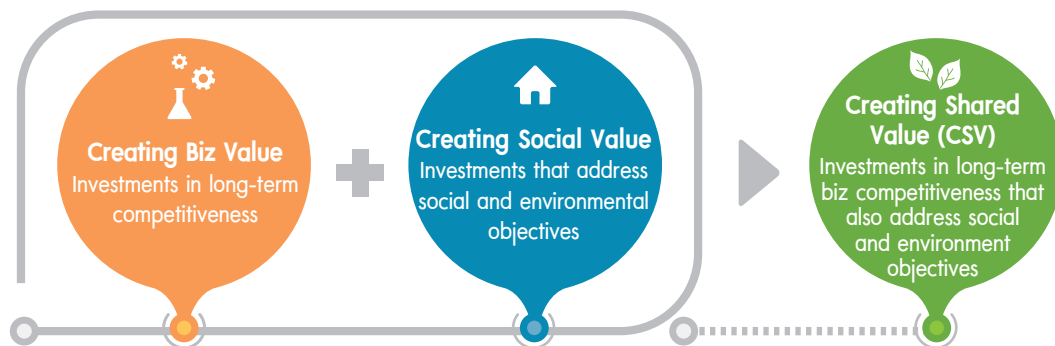 Creating Biz Value
Investments in long-term
competitiveness
Creating Social Value
Investments that address
social and environmental
objectives
Creating Shared
Value (CSV)
Investments in long-term
biz competitiveness that
also address social
and environment
objectives